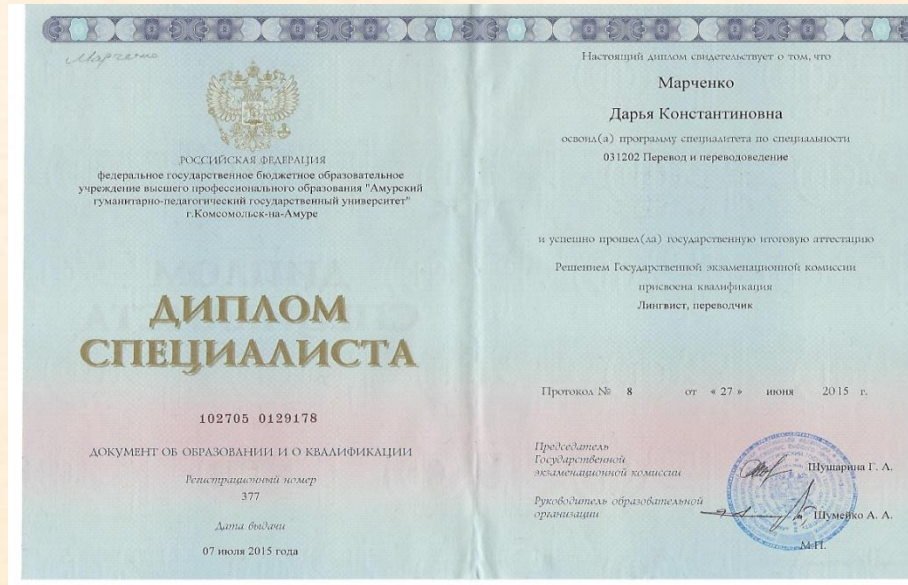 Марченко
РОССИЙСКАЯ ФЕДЕРАЦИЯ
федеральное государственное бюджетное образовательное
учреждение высшего профессионального образования "Амурский
гуманитарно-педагогический государственный университет"
г.Комсомольск-на-Амуре
ДИПЛОМ
СПЕЦИАЛИСТА
102705 0129178
ДОКУМЕНТ ОБ ОБРАЗОВАНИИ И О КВАЛИФИКАЦИИ
Регистрационный номер
377
Дата выдачи
07 июля 2015 года
Настоящий диплом свидетельствует о том, что
Марченко
Дарья Константиновна
освоил(а) программу специалитета по специальности
031202 Перевод и переводоведение
и успешно прошел(ла) государственную итоговую аттестацию
Решением Государственной экзаменационной комиссии
присвоена квалификация
Лингвист, переводчик
Протокол № 8 от « 27 » июня 2015 г.
Председатель
Государственной
экзаменационной комиссии
Шушарина Г. А.
Руководитель образовательной
организации
Шумейко А. А.
М.П.